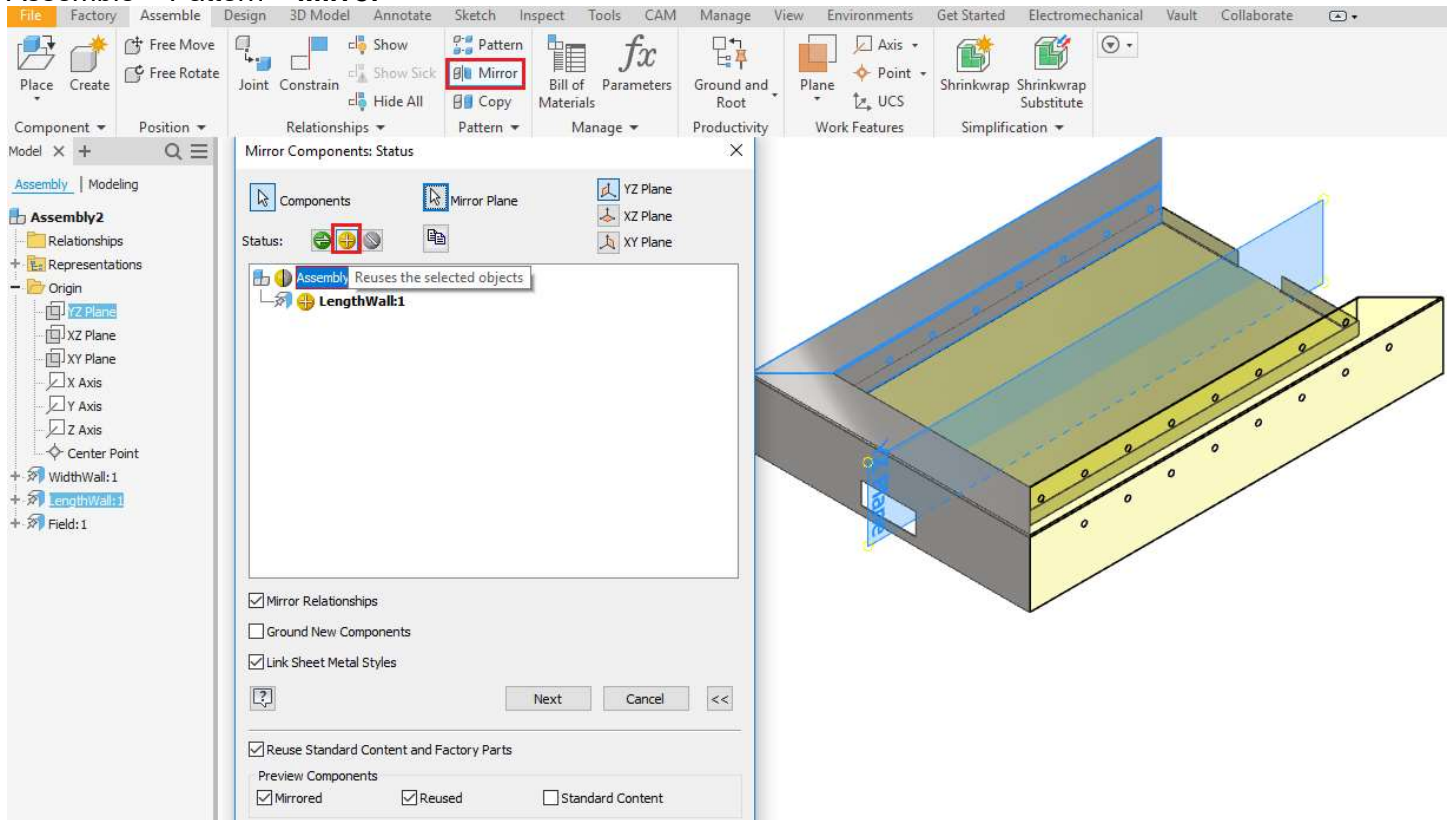 File Factory Assemble Design 3D Model Annotate Sketch Inspect Tools CAM Manage View Environments Get Started Electromechanical Vault Collaborate
Free Move Show Pattern Axis
Free Rotate Show Sick Mirror Point
Place Create Joint Constrain Hide All Copy Bill of Materials fx Parameters Ground and Root Plane UCS Shrinkwrap Shrinkwrap Substitute
Component Position Relationships Pattern Manage Productivity Work Features Simplification
Model × +
Assembly | Modeling
Assembly2
Relationships
Representations
Origin
YZ Plane
XZ Plane
XY Plane
X Axis
Y Axis
Z Axis
Center Point
WidthWall:1
LengthWall:1
Field:1
Mirror Components: Status
Components Mirror Plane YZ Plane
XZ Plane
Status: XY Plane
Assembly Reuses the selected objects
LengthWall:1
Mirror Relationships
Ground New Components
Link Sheet Metal Styles
? Next Cancel <<
Reuse Standard Content and Factory Parts
Preview Components
Mirrored Reused Standard Content